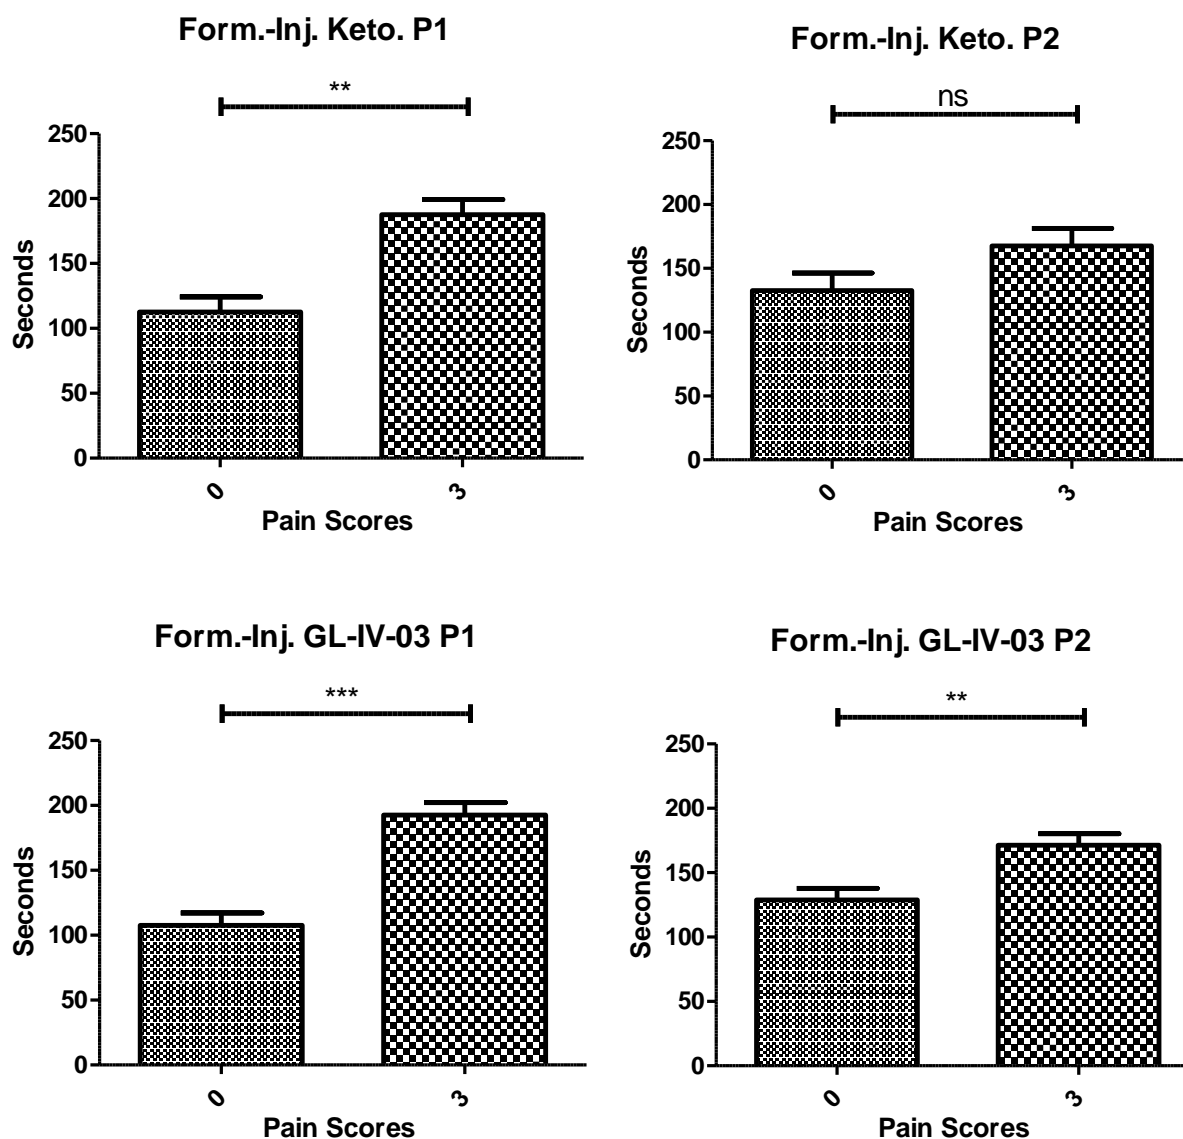 Form.-Inj. Keto. P1
**
250
200
150
100
50
0
Seconds
0
3
Pain Scores
Form.-Inj. Keto. P2
ns
250
200
150
100
50
0
Seconds
0
3
Pain Scores
Form.-Inj. GL-IV-03 P1
***
250
200
150
100
50
0
Seconds
0
3
Pain Scores
Form.-Inj. GL-IV-03 P2
**
250
200
150
100
50
0
Seconds
0
3
Pain Scores